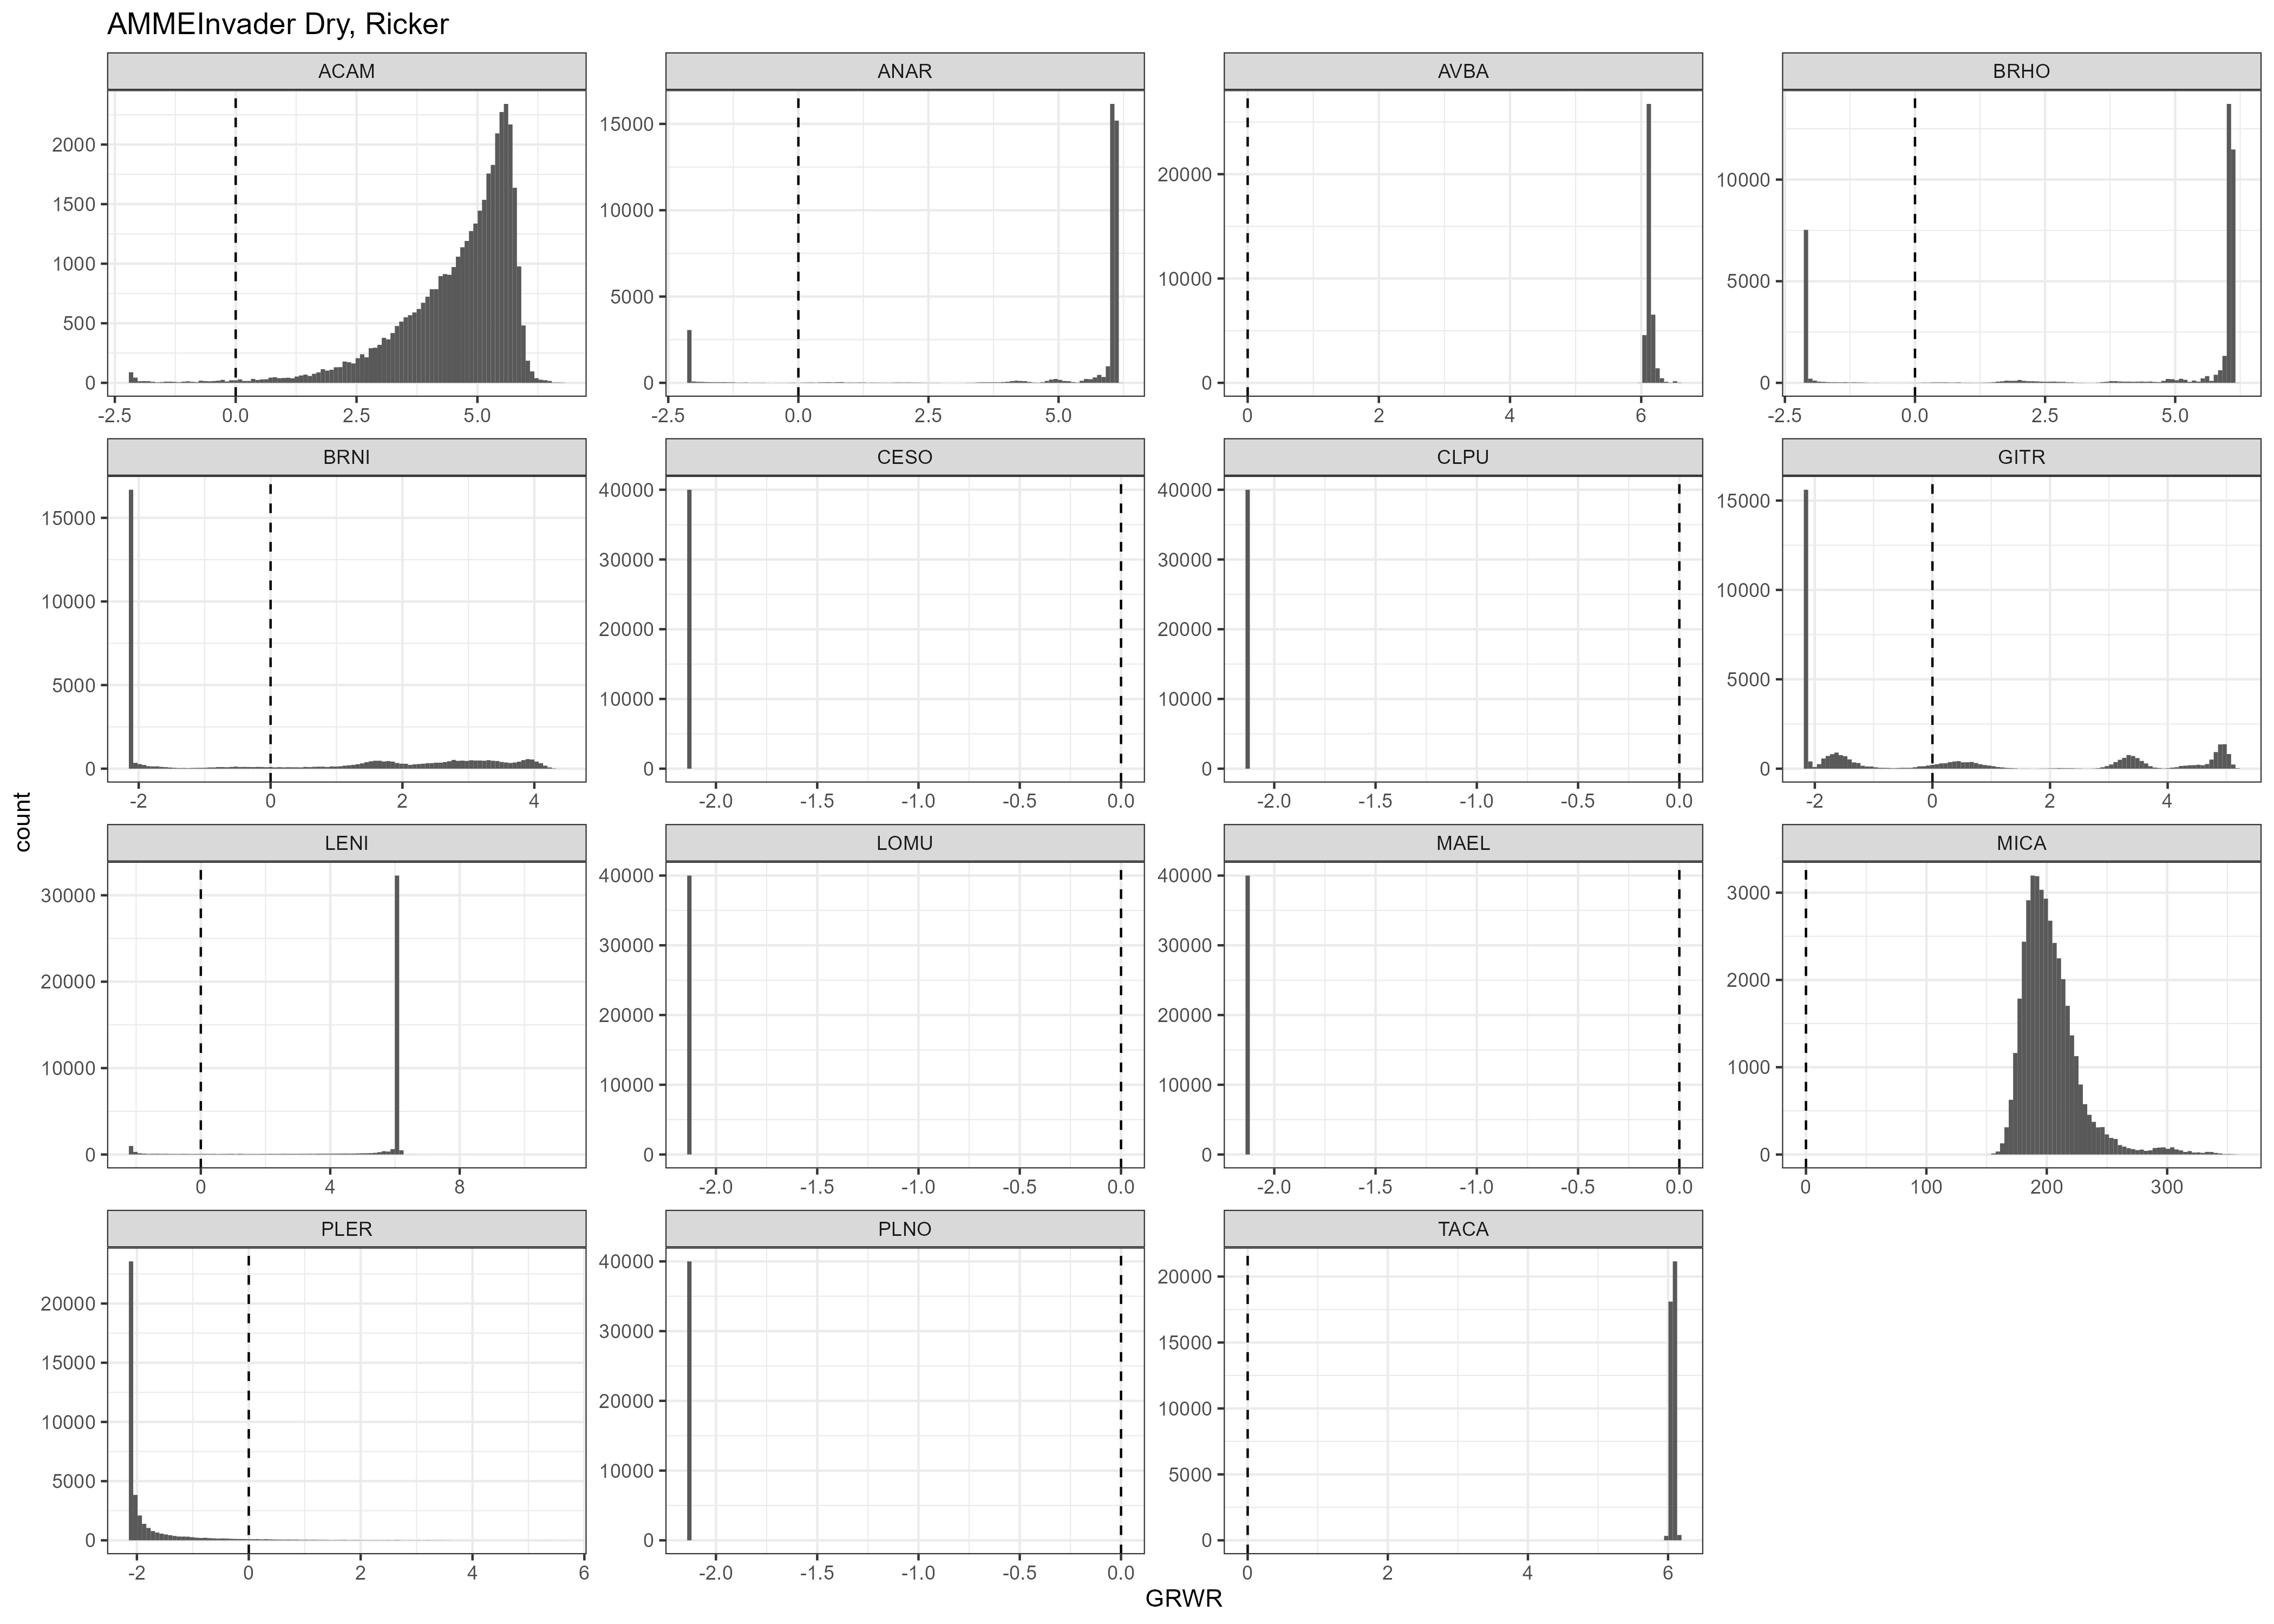 AMMEInvader Dry, Ricker
ACAM ANAR AVBA BRHO
2000 1500 1000 500 0
15000 10000 5000 0
20000 10000 0
10000 5000 0
-2.5 0.0 2.5 5.0
-2.5 0.0 2.5 5.0
0 2 4 6
-2.5 0.0 2.5 5.0
BRNI CESO CLPU GITR
15000 10000 5000 0
40000 30000 20000 10000 0
40000 30000 20000 10000 0
15000 10000 5000 0
-2 0 2 4
-2.0 -1.5 -1.0 -0.5 0.0
-2.0 -1.5 -1.0 -0.5 0.0
-2 0 2 4
count
LENI LOMU MAEL MICA
30000 20000 10000 0
40000 30000 20000 10000 0
40000 30000 20000 10000 0
3000 2000 1000 0
0 4 8
-2.0 -1.5 -1.0 -0.5 0.0
-2.0 -1.5 -1.0 -0.5 0.0
0 100 200 300
PLER PLNO TACA
20000 15000 10000 5000 0
40000 30000 20000 10000 0
20000 15000 10000 5000 0
-2 0 2 4 6
-2.0 -1.5 -1.0 -0.5 0.0
0 2 4 6
GRWR